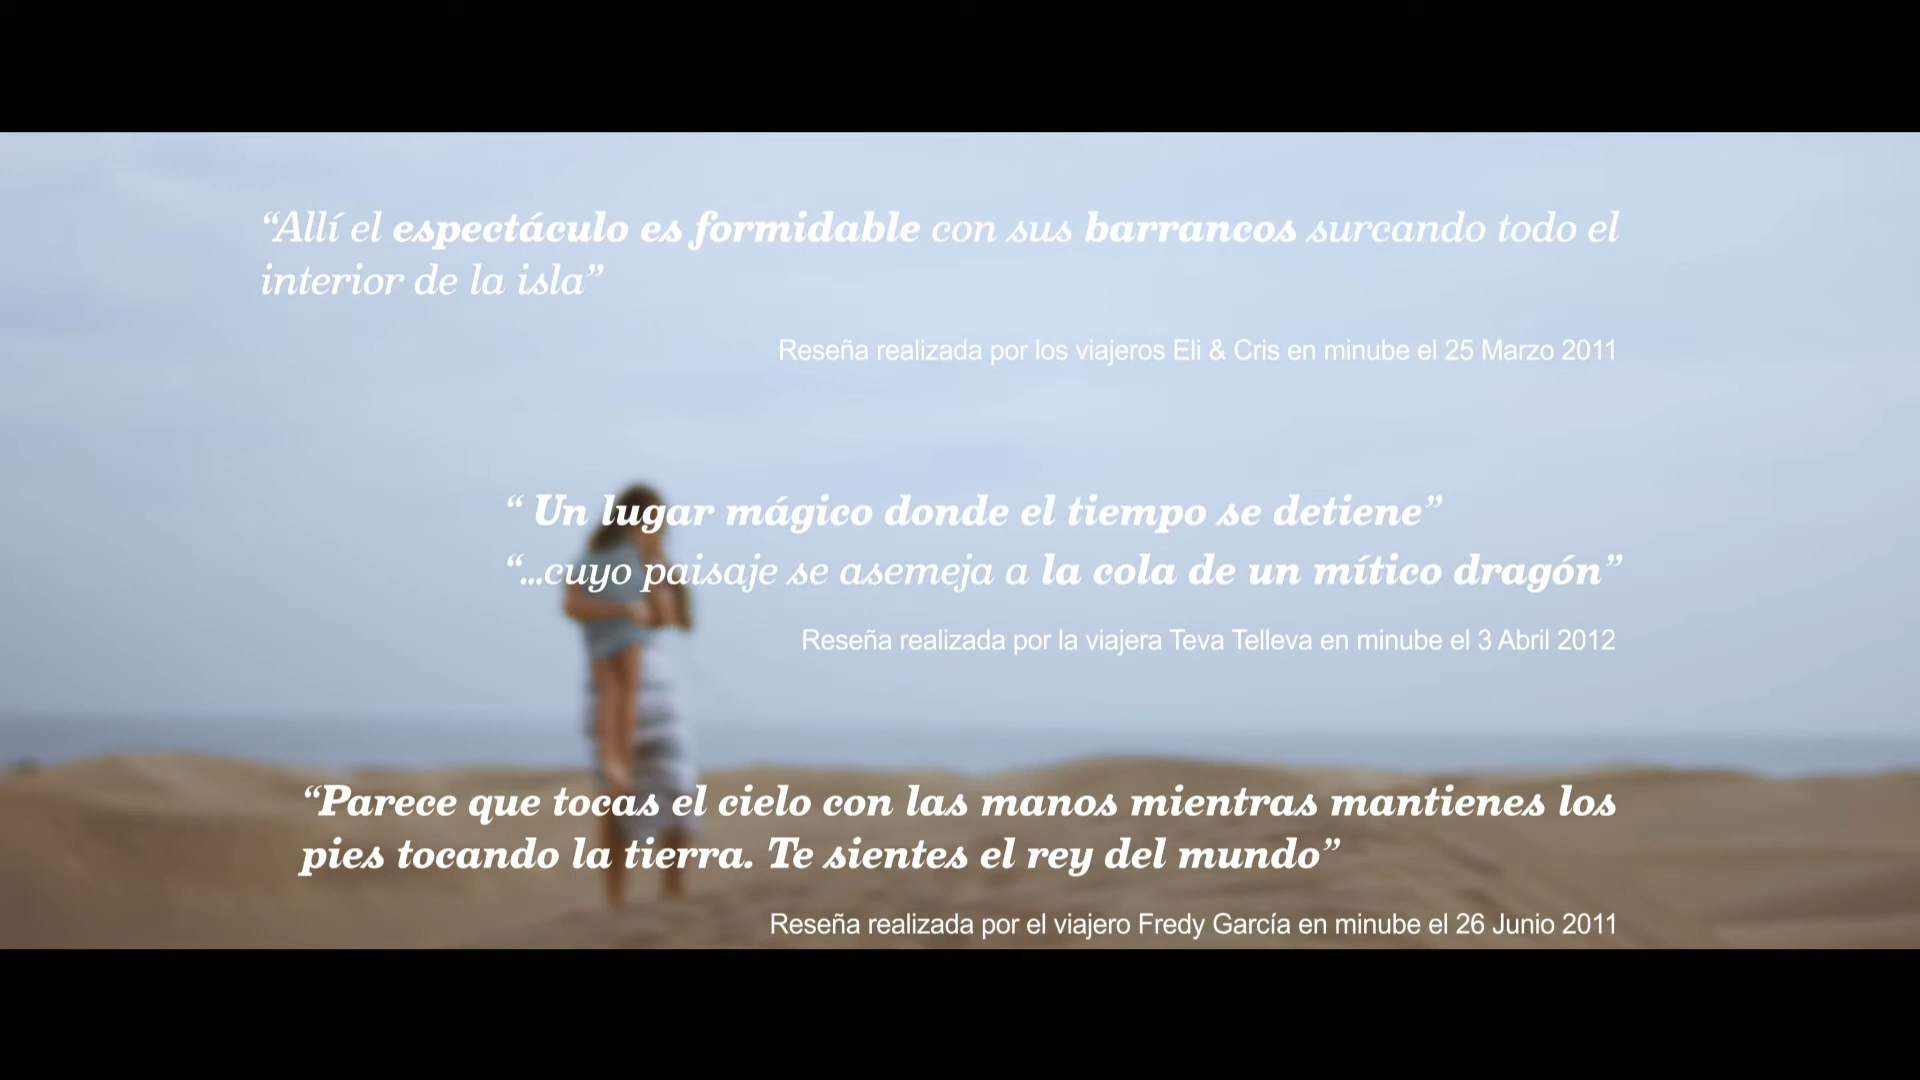 “Allí el espectáculo es formidable con sus barrancos surcando todo el
interior de la isla”
Reseña realizada por los viajeros Eli & Cris en minube el 25 Marzo 2011
“ Un lugar mágico donde el tiempo se detiene”
“...cuyo paisaje se asemeja a la cola de un mítico dragón”
Reseña realizada por la viajera Teva Telleva en minube el 3 Abril 2012
“Parece que tocas el cielo con las manos mientras mantienes los
pies tocando la tierra. Te sientes el rey del mundo”
Reseña realizada por el viajero Fredy García en minube el 26 Junio 2011